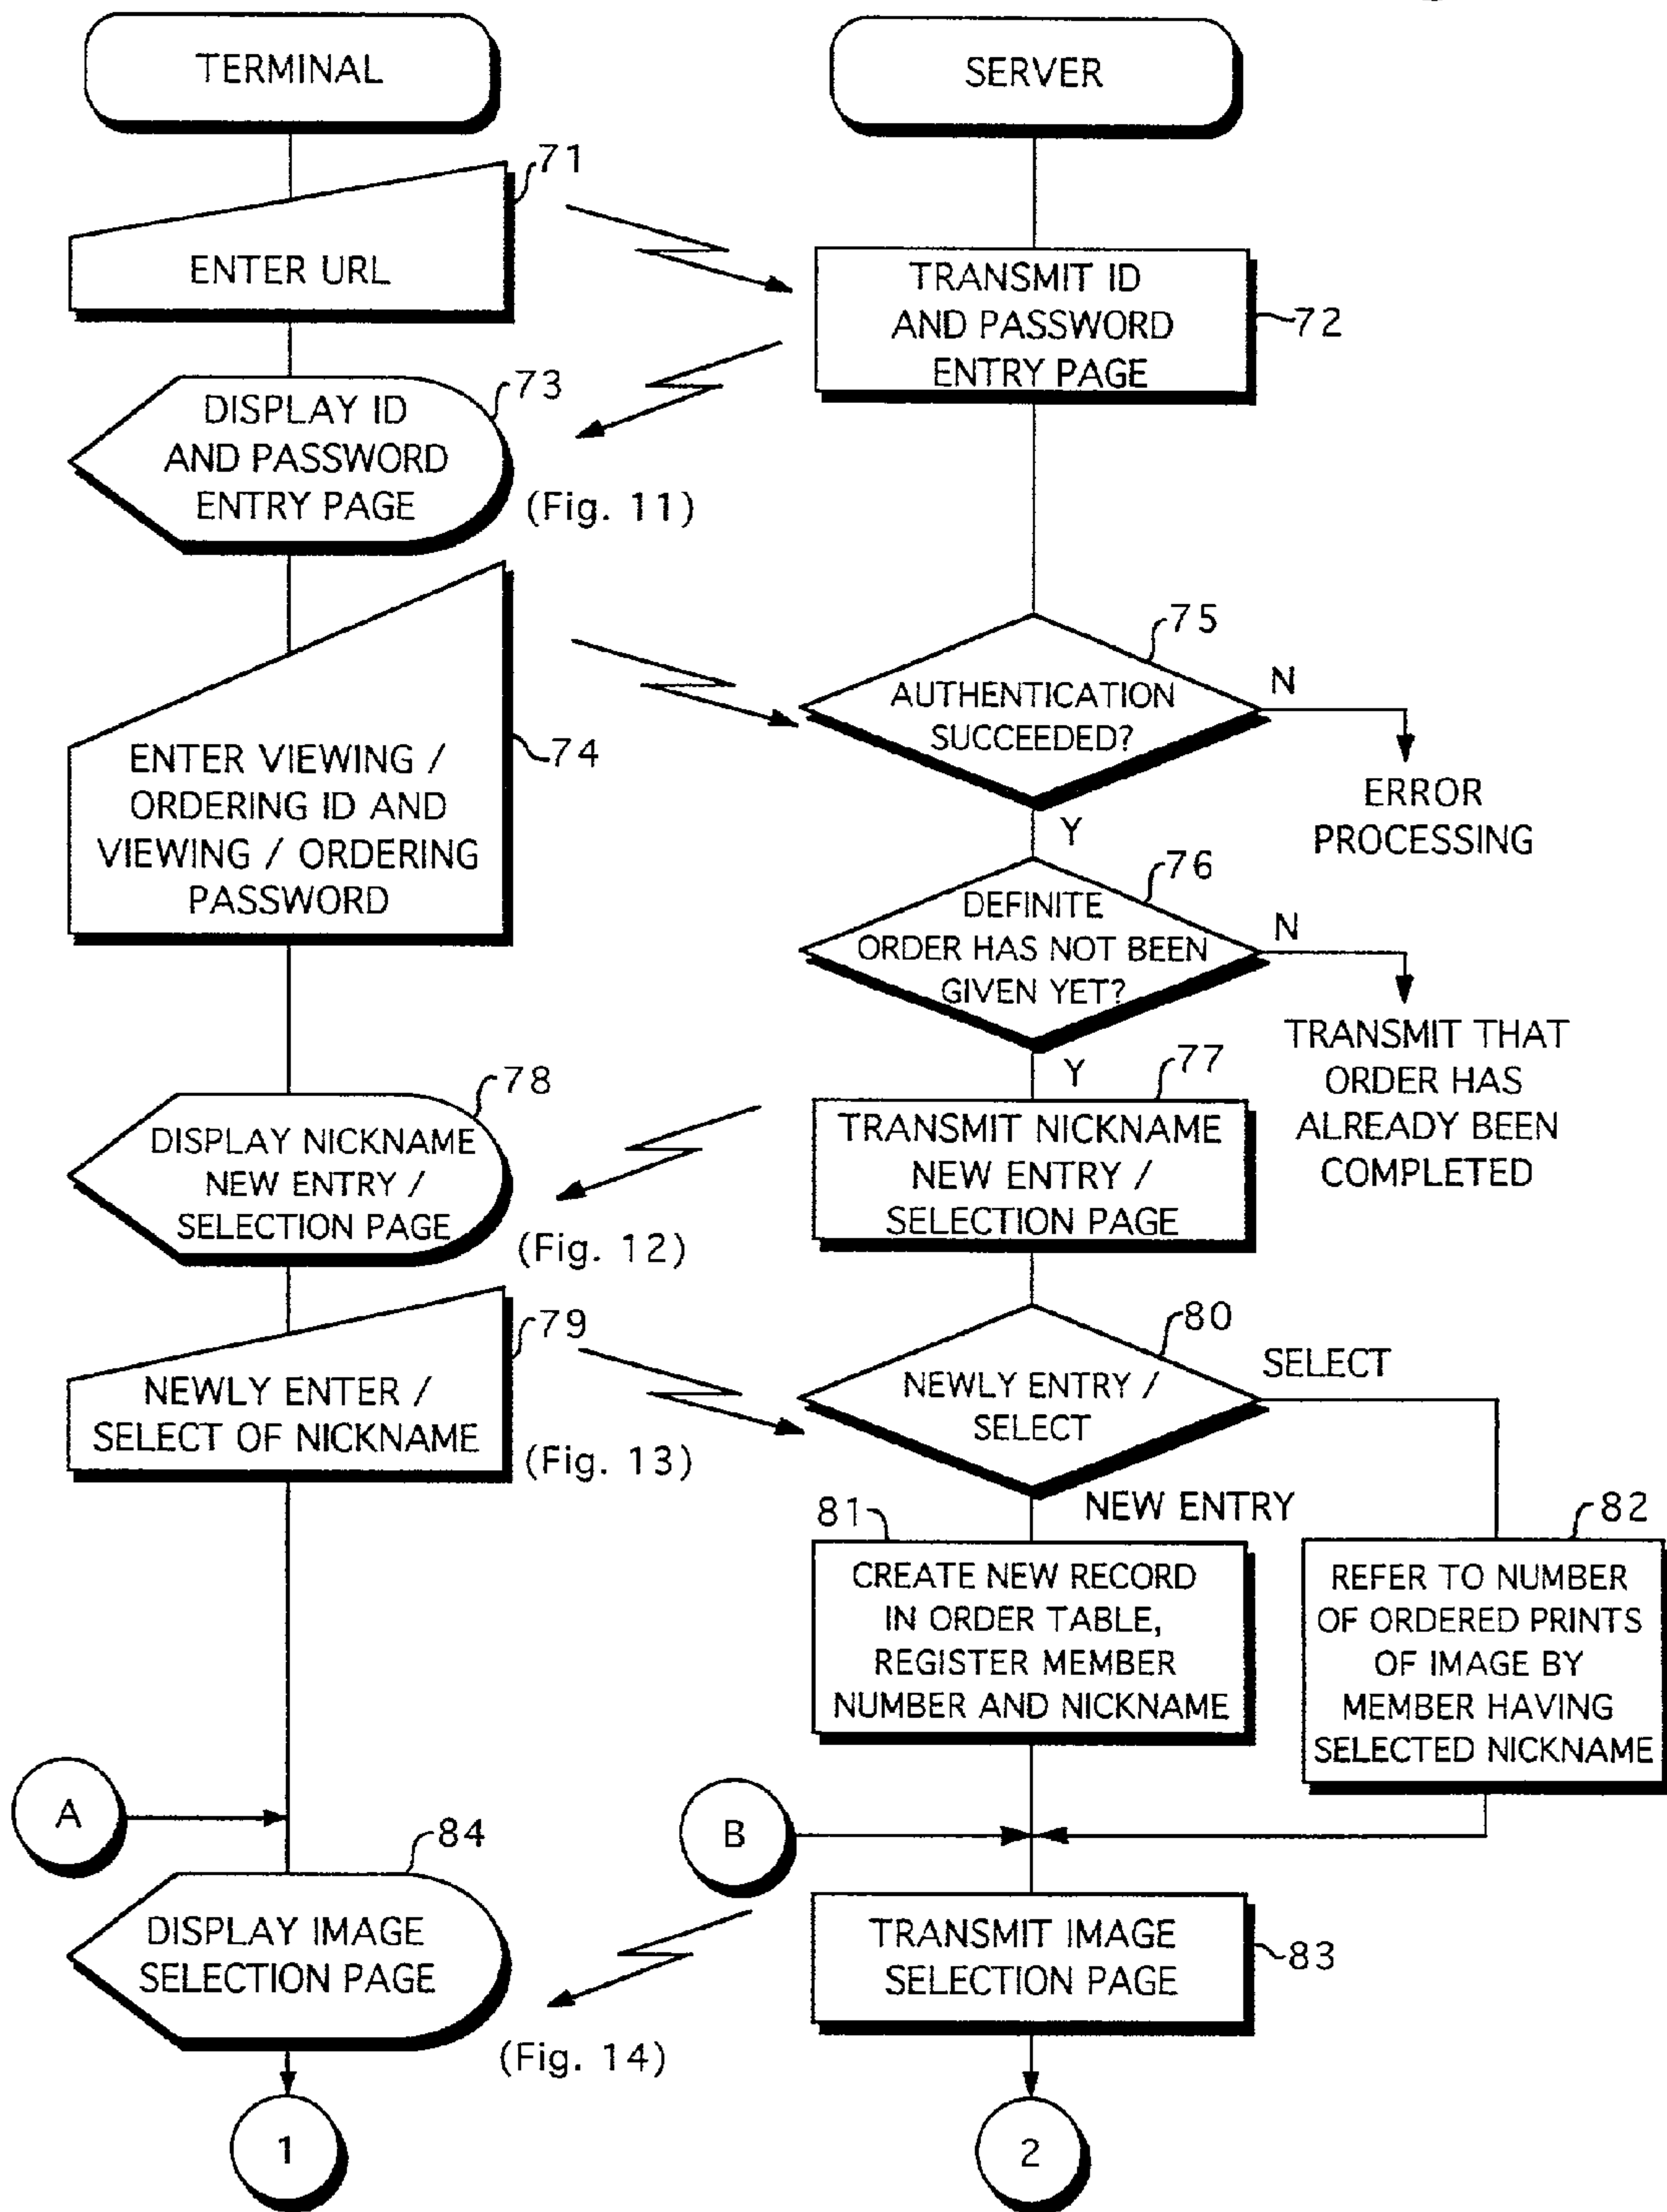 TERMINAL
SERVER
71
ENTER URL
TRANSMIT ID
AND PASSWORD
ENTRY PAGE
72
73
DISPLAY ID
AND PASSWORD
ENTRY PAGE
(Fig. 11)
74
ENTER VIEWING /
ORDERING ID AND
VIEWING / ORDERING
PASSWORD
75
AUTHENTICATION
SUCCEEDED?
N
ERROR
PROCESSING
Y
76
DEFINITE
ORDER HAS NOT BEEN
GIVEN YET?
N
TRANSMIT THAT
ORDER HAS
ALREADY BEEN
COMPLETED
Y
77
TRANSMIT NICKNAME
NEW ENTRY /
SELECTION PAGE
78
DISPLAY NICKNAME
NEW ENTRY /
SELECTION PAGE
(Fig. 12)
79
NEWLY ENTER /
SELECT OF NICKNAME
(Fig. 13)
80
NEWLY ENTRY /
SELECT
SELECT
NEW ENTRY
81
CREATE NEW RECORD
IN ORDER TABLE,
REGISTER MEMBER
NUMBER AND NICKNAME
82
REFER TO NUMBER
OF ORDERED PRINTS
OF IMAGE BY
MEMBER HAVING
SELECTED NICKNAME
A
B
84
DISPLAY IMAGE
SELECTION PAGE
(Fig. 14)
TRANSMIT IMAGE
SELECTION PAGE
83
1
2